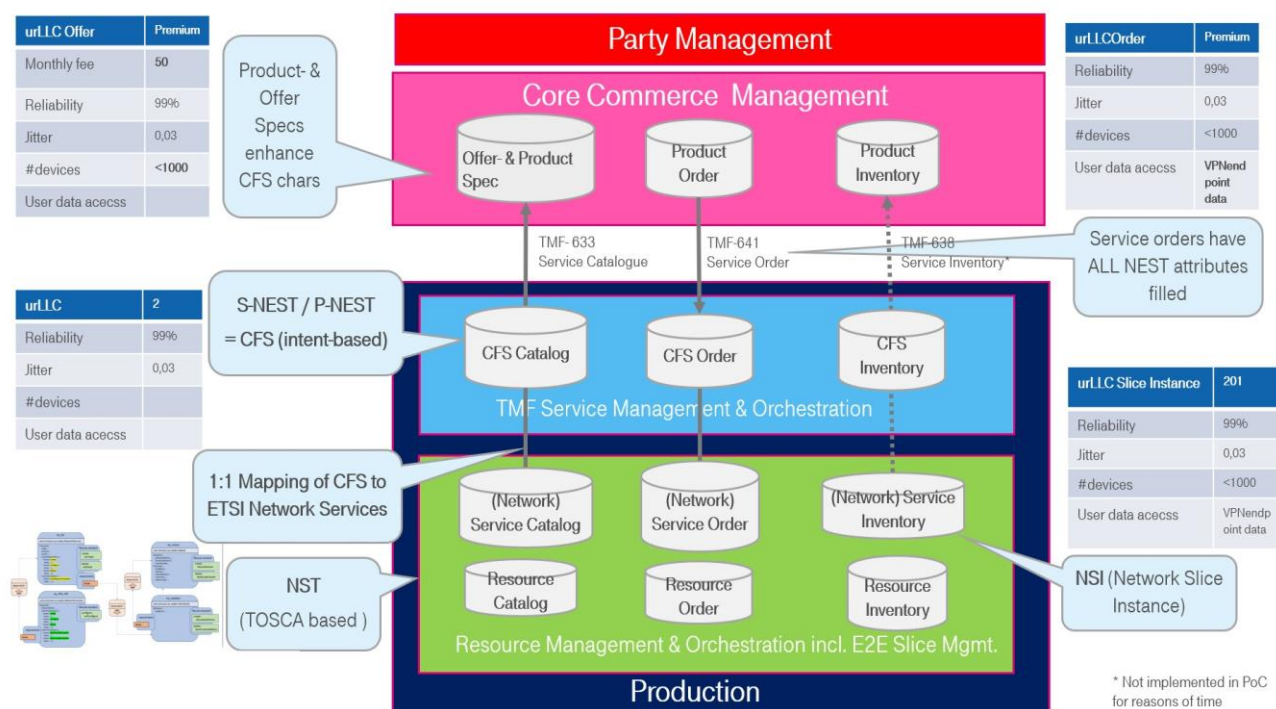 urLLC Offer Premium
Monthly fee 50
Reliability 99%
Jitter 0,03
#devices <1000
User data acecss
Product- &
Offer
Specs
enhance
CFS chars
Party Management
Core Commerce Management
Offer- & Product
Spec
Product
Order
Product
Inventory
urLLCOrder Premium
Reliability 99%
Jitter 0,03
#devices <1000
User data acecss VPNend
point
data
TMF- 633
Service Catalogue
TMF-641
Service Order
TMF-638
Service Inventory*
Service orders have
ALL NEST attributes
filled
urLLC 2
Reliability 99%
Jitter 0,03
#devices
User data acecss
S-NEST / P-NEST
= CFS (intent-based)
CFS Catalog
CFS Order
CFS
Inventory
TMF Service Management & Orchestration
urLLC Slice Instance 201
Reliability 99%
Jitter 0,03
#devices <1000
User data acecss VPNendp
oint data
1:1 Mapping of CFS to
ETSI Network Services
(Network)
Service Catalog
(Network)
Service Order
(Network) Service
Inventory
NST
(TOSCA based )
Resource
Catalog
Resource
Order
Resource
Inventory
NSI (Network Slice
Instance)
Resource Management & Orchestration incl. E2E Slice Mgmt.
Production
* Not implemented in PoC
for reasons of time